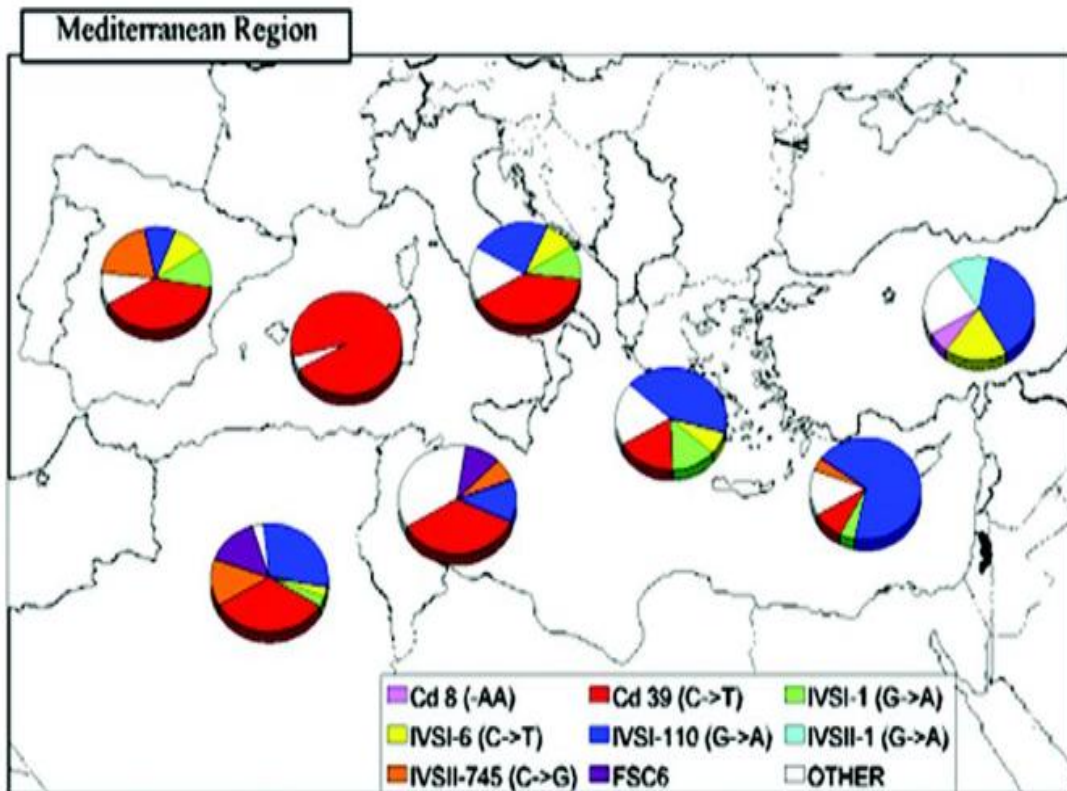 Mediterranean Region
Cd 8 (-AA)
Cd 39 (C->T)
IVSI-1 (G->A)
IVSI-6 (C->T)
IVSI-110 (G->A)
IVSII-1 (G->A)
IVSII-745 (C->G)
FSC6
OTHER